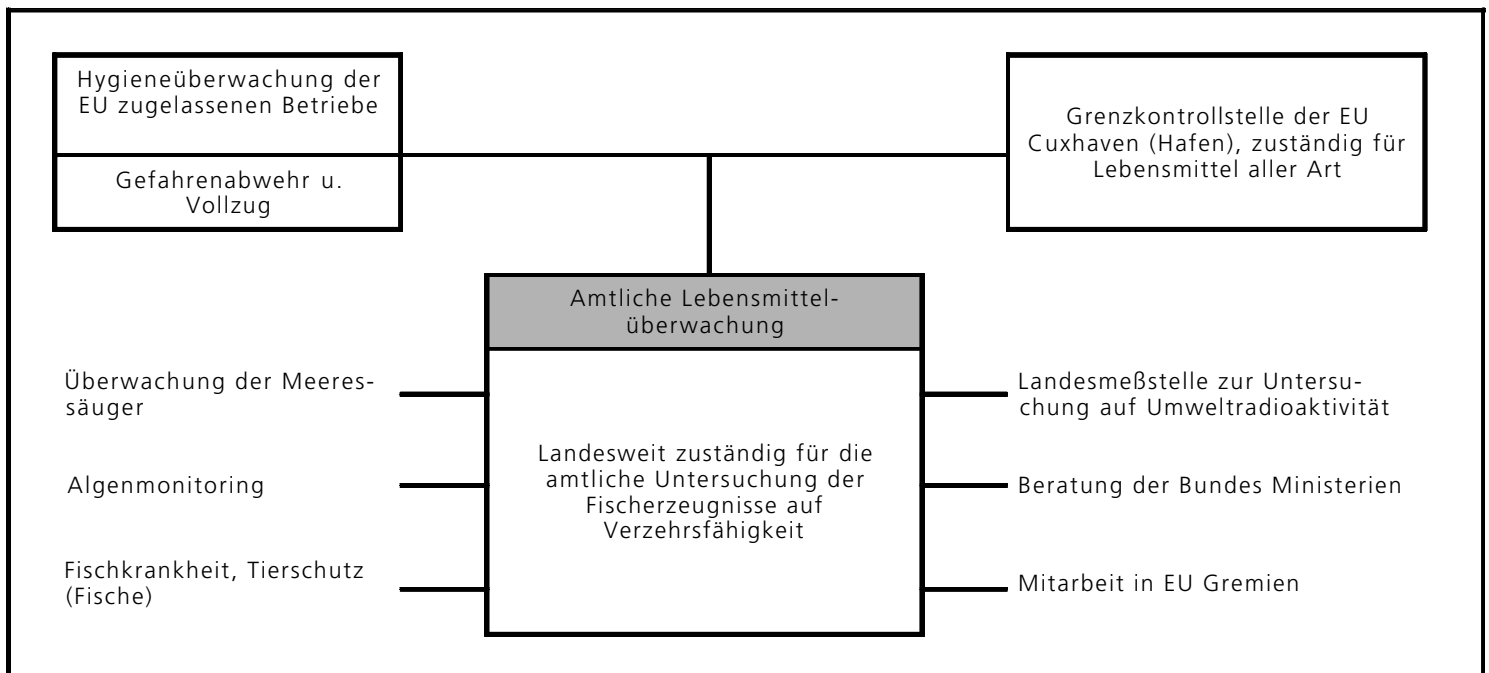 Hygieneüberwachung der
EU zugelassenen Betriebe
Gefahrenabwehr u.
Vollzug
Grenzkontrollstelle der EU
Cuxhaven (Hafen), zuständig für
Lebensmittel aller Art
Amtliche Lebensmittel-
überwachung
Landesweit zuständig für die
amtliche Untersuchung der
Fischerzeugnisse auf
Verzehrsfähigkeit
Überwachung der Meeres-
säuger
Algenmonitoring
Fischkrankheit, Tierschutz
(Fische)
Landesmeßstelle zur Untersu-
chung auf Umweltradioaktivität
Beratung der Bundes Ministerien
Mitarbeit in EU Gremien